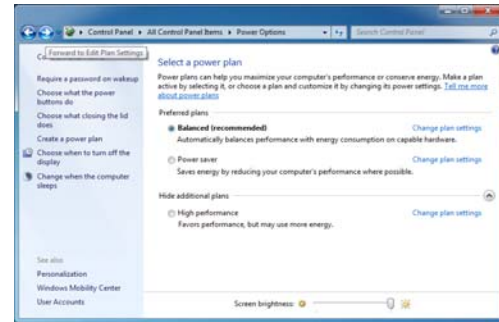 Control Panel ▸ All Control Panel Items ▸ Power Options
Search Control Panel
Forward to Edit Plan Settings
Require a password on wakeup
Choose what the power
buttons do
Choose what closing the lid
does
Create a power plan
Choose when to turn off the
display
Change when the computer
sleeps
See also
Personalization
Windows Mobility Center
User Accounts
Select a power plan
Power plans can help you maximize your computer's performance or conserve energy. Make a plan
active by selecting it, or choose a plan and customize it by changing its power settings. Tell me more
about power plans
Preferred plans
Balanced (recommended) Change plan settings
Automatically balances performance with energy consumption on capable hardware.
Power saver Change plan settings
Saves energy by reducing your computer's performance where possible.
Hide additional plans
High performance Change plan settings
Favors performance, but may use more energy.
Screen brightness: